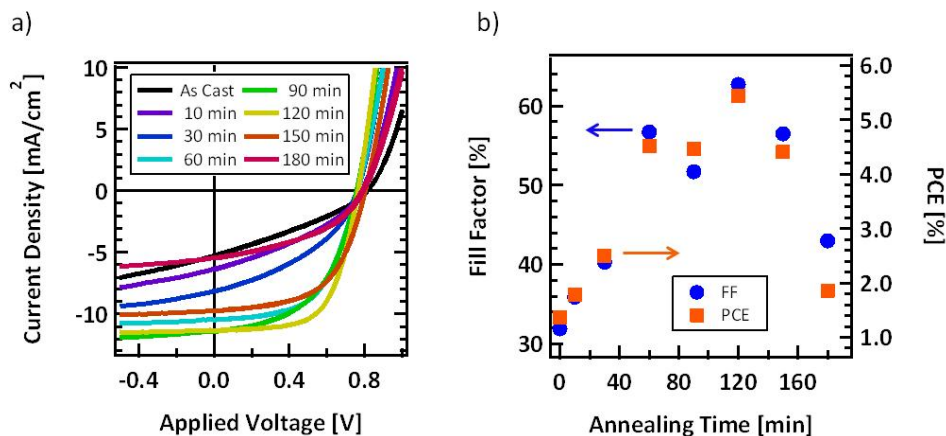 a)
Current Density [mA/cm2]
10
5
0
-5
-10
As Cast
10 min
30 min
60 min
90 min
120 min
150 min
180 min
-0.4
0.0
0.4
0.8
Applied Voltage [V]
b)
Fill Factor [%]
60
50
40
30
6.0
5.0
4.0
3.0
2.0
1.0
PCE [%]
FF
PCE
0
40
80
120
160
Annealing Time [min]